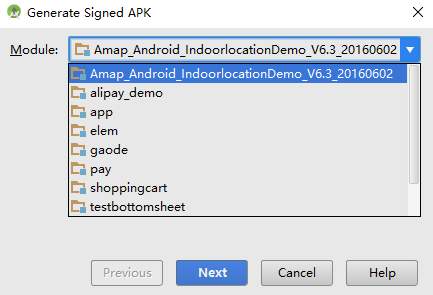 Generate Signed APK
Module: Amap_Android_IndoorlocationDemo_V6.3_20160602
Amap_Android_IndoorlocationDemo_V6.3_20160602
alipay_demo
app
elem
gaode
pay
shoppingcart
testbottomsheet
Previous Next Cancel Help